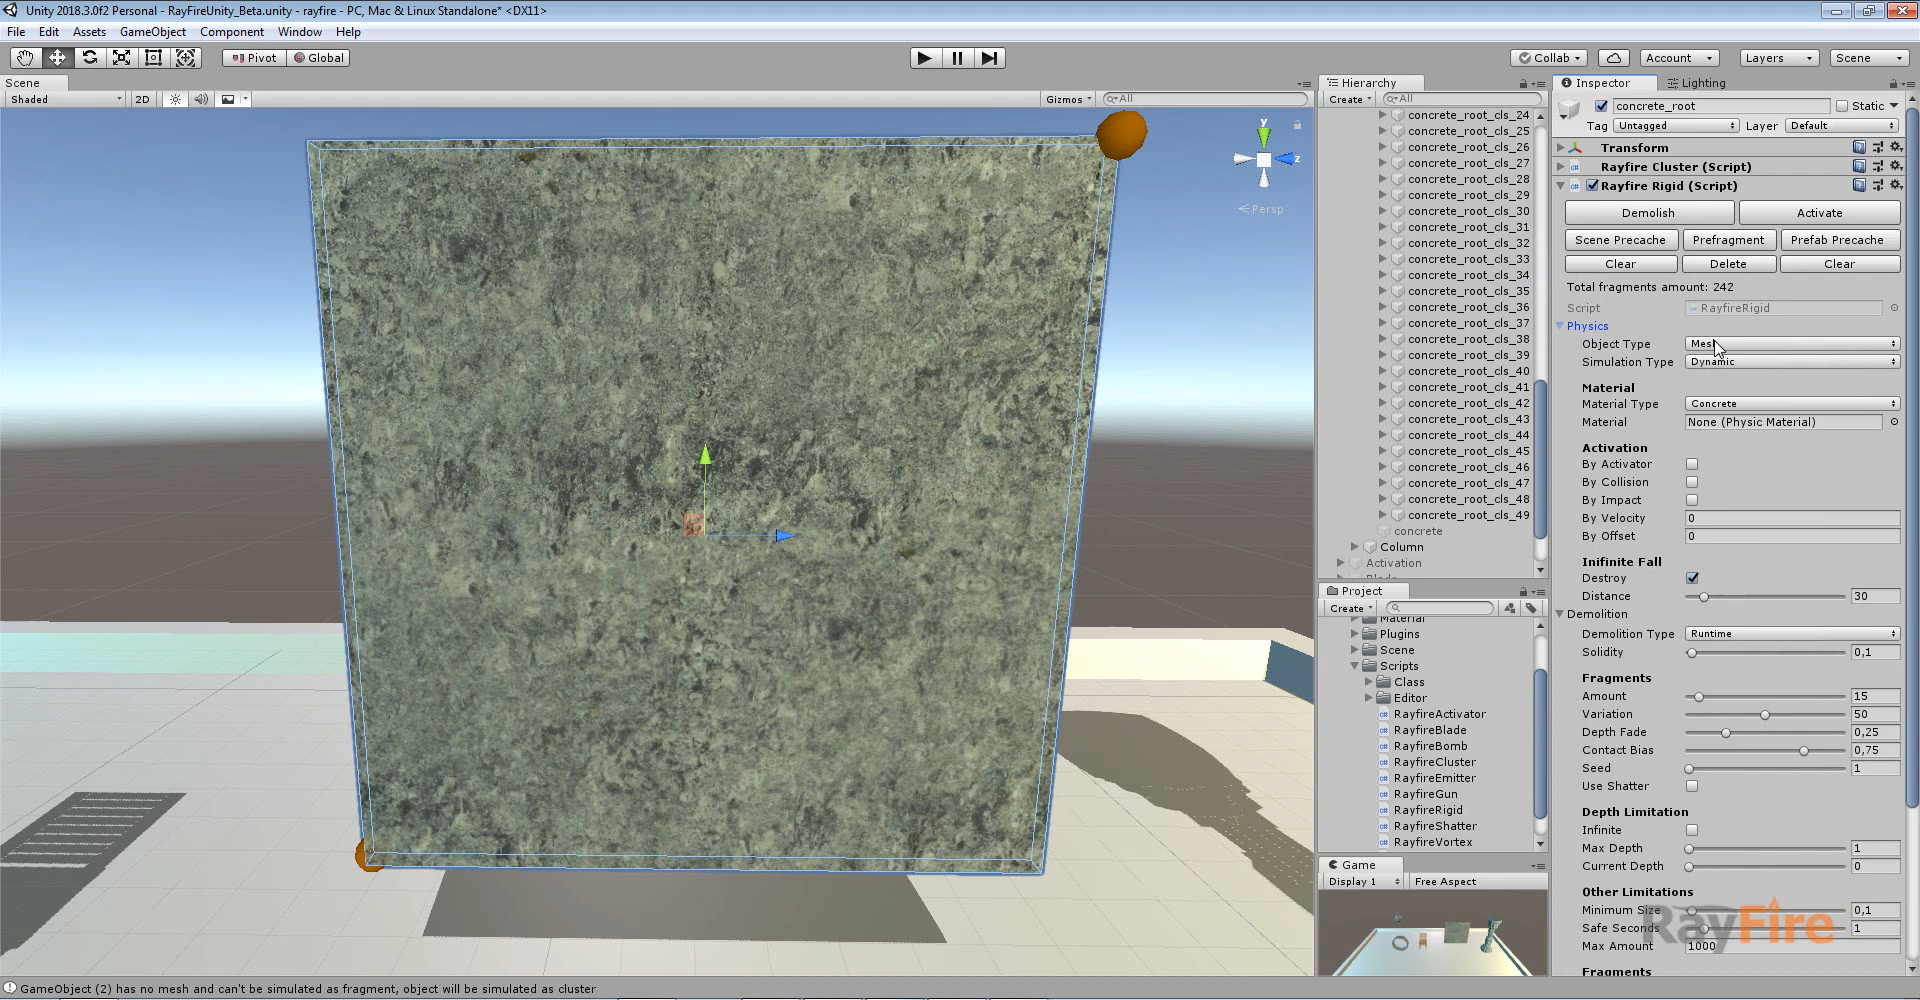 Unity 2018.3.0f2 Personal - RayFireUnity_Beta.unity - rayfire - PC, Mac & Linux Standalone* <DX11>
File Edit Assets GameObject Component Window Help
Pivot Global Collab Account Layers Scene
Scene
Shaded 2D Gizmos All
y
z
Persp
Hierarchy
Create All
concrete_root_cls_24
concrete_root_cls_25
concrete_root_cls_26
concrete_root_cls_27
concrete_root_cls_28
concrete_root_cls_29
concrete_root_cls_30
concrete_root_cls_31
concrete_root_cls_32
concrete_root_cls_33
concrete_root_cls_34
concrete_root_cls_35
concrete_root_cls_36
concrete_root_cls_37
concrete_root_cls_38
concrete_root_cls_39
concrete_root_cls_40
concrete_root_cls_41
concrete_root_cls_42
concrete_root_cls_43
concrete_root_cls_44
concrete_root_cls_45
concrete_root_cls_46
concrete_root_cls_47
concrete_root_cls_48
concrete_root_cls_49
concrete
Column
Activation
Project
Create
Material
Plugins
Scene
Scripts
Class
Editor
RayfireActivator
RayfireBlade
RayfireBomb
RayfireCluster
RayfireEmitter
RayfireGun
RayfireRigid
RayfireShatter
RayfireVortex
Game
Display 1 Free Aspect
Inspector Lighting
concrete_root Static
Tag Untagged Layer Default
Transform
Rayfire Cluster (Script)
Rayfire Rigid (Script)
Demolish Activate
Scene Precache Prefragment Prefab Precache
Clear Delete Clear
Total fragments amount: 242
Script RayfireRigid
Physics
Object Type Mesh
Simulation Type Dynamic
Material
Material Type Concrete
Material None (Physic Material)
Activation
By Activator
By Collision
By Impact
By Velocity 0
By Offset 0
Inifinite Fall
Destroy
Distance 30
Demolition
Demolition Type Runtime
Solidity 0,1
Fragments
Amount 15
Variation 50
Depth Fade 0,25
Contact Bias 0,75
Seed 1
Use Shatter
Depth Limitation
Infinite
Max Depth 1
Current Depth 0
Other Limitations
Minimum Size 0,1
Safe Seconds 1
Max Amount 1000
Fragments
RayFire
GameObject (2) has no mesh and can't be simulated as fragment, object will be simulated as cluster